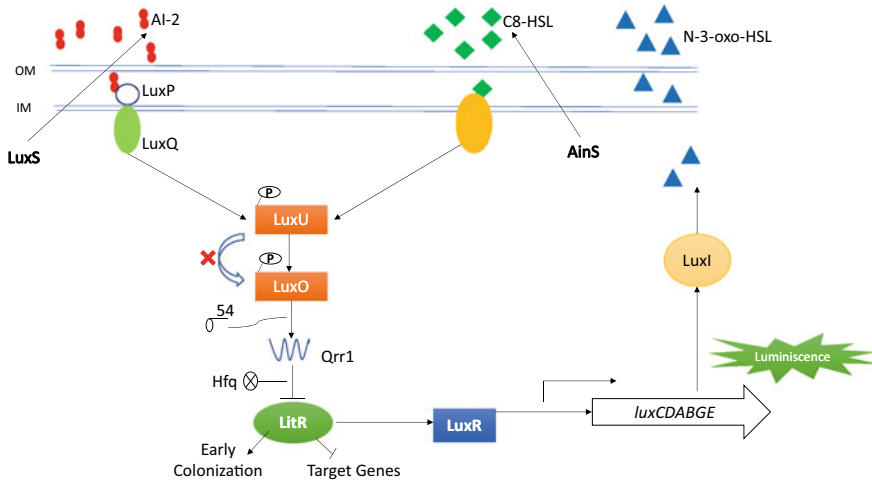 AI-2
C8-HSL
N-3-oxo-HSL
OM
LuxP
IM
LuxQ
LuxS
AinS
P
LuxU
P
LuxO
LuxI
54
Qrr1
Luminiscence
Hfq
LitR
LuxR
luxCDABGE
Early
Colonization
Target Genes